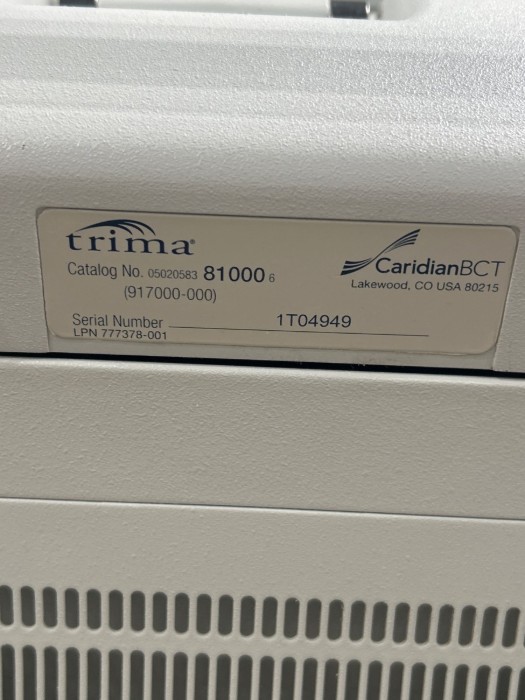 trima®
Catalog No. 05020583 81000 6
(917000-000)
CaridianBCT
Lakewood, CO USA 80215
Serial Number 1T04949
LPN 777378-001